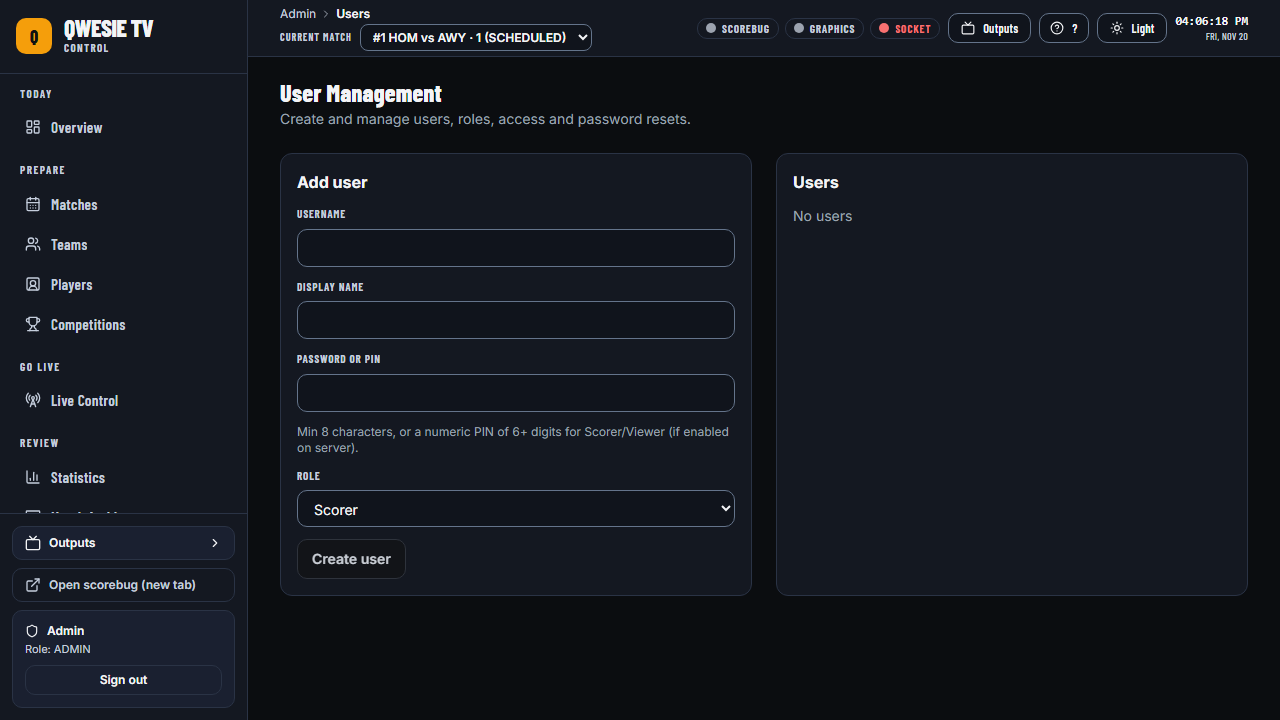 Q
QWESIE TV
CONTROL
TODAY
Overview
PREPARE
Matches
Teams
Players
Competitions
GO LIVE
Live Control
REVIEW
Statistics
Outputs
Open scorebug (new tab)
Admin
Role: ADMIN
Sign out
Admin > Users
CURRENT MATCH
#1 HOM vs AWY · 1 (SCHEDULED)
SCOREBUG
GRAPHICS
SOCKET
Outputs
?
Light
04:06:18 PM
FRI, NOV 20
User Management
Create and manage users, roles, access and password resets.
Add user
USERNAME
DISPLAY NAME
PASSWORD OR PIN
Min 8 characters, or a numeric PIN of 6+ digits for Scorer/Viewer (if enabled
on server).
ROLE
Scorer
Create user
Users
No users